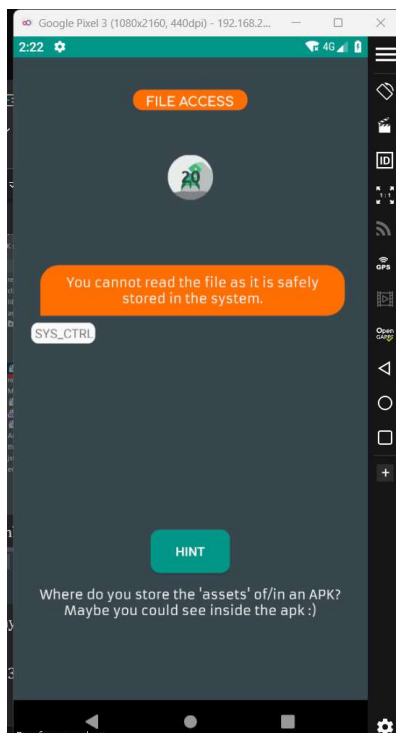 Google Pixel 3 (1080x2160, 440dpi) - 192.168.2...
2:22
4G
FILE ACCESS
20
You cannot read the file as it is safely
stored in the system.
SYS_CTRL
HINT
Where do you store the 'assets' of/in an APK?
Maybe you could see inside the apk :)
ID
1:1
GPS
Open
GAPPS